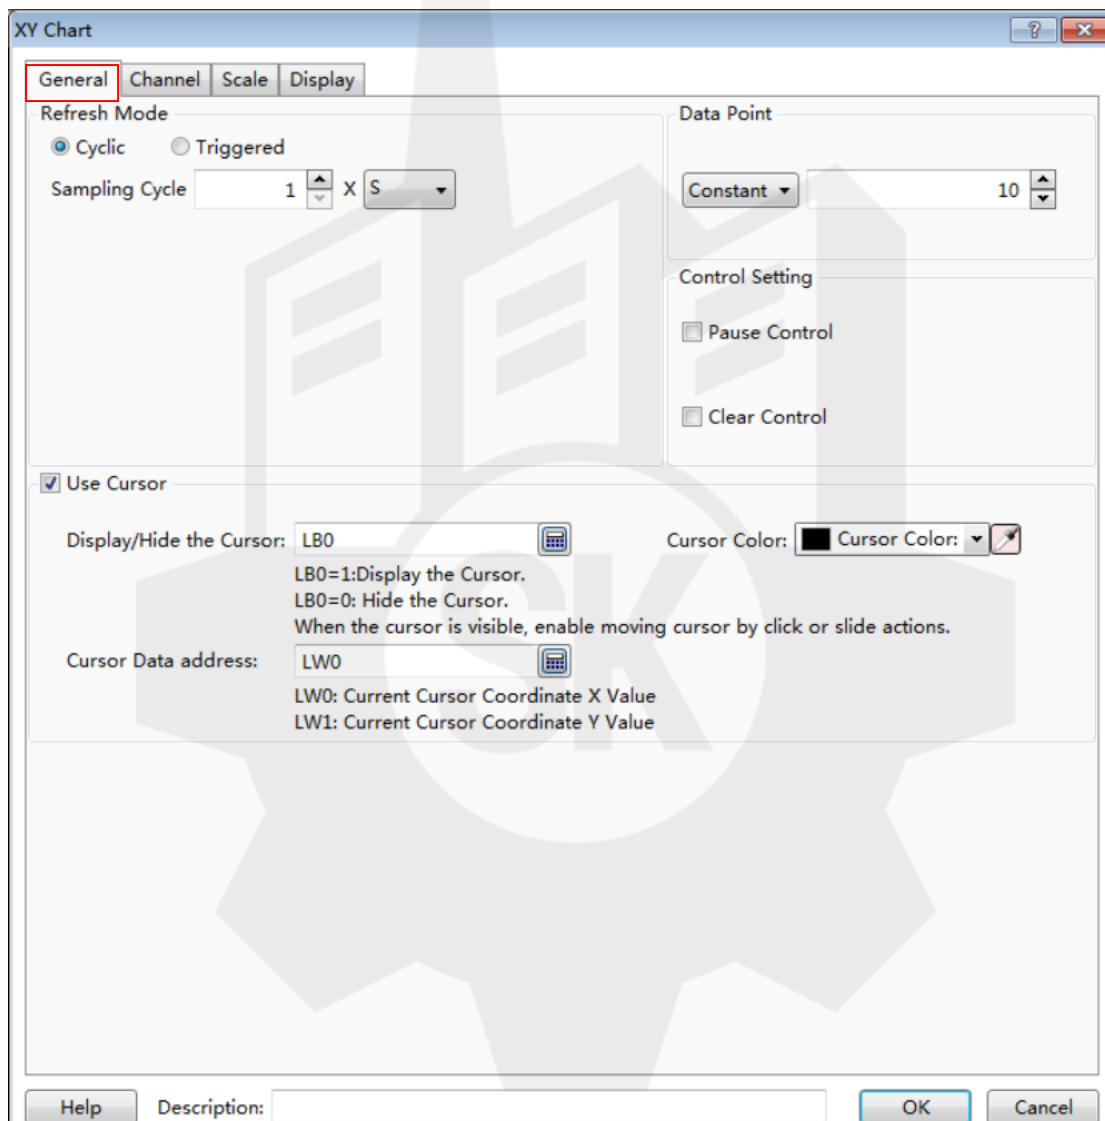 XY Chart
General Channel Scale Display
Refresh Mode
Cyclic Triggered
Sampling Cycle 1 X S
Data Point
Constant 10
Control Setting
Pause Control
Clear Control
Use Cursor
Display/Hide the Cursor: LB0
Cursor Color: Cursor Color:
LB0=1:Display the Cursor.
LB0=0: Hide the Cursor.
When the cursor is visible, enable moving cursor by click or slide actions.
Cursor Data address: LW0
LW0: Current Cursor Coordinate X Value
LW1: Current Cursor Coordinate Y Value
SK
Help Description: OK Cancel